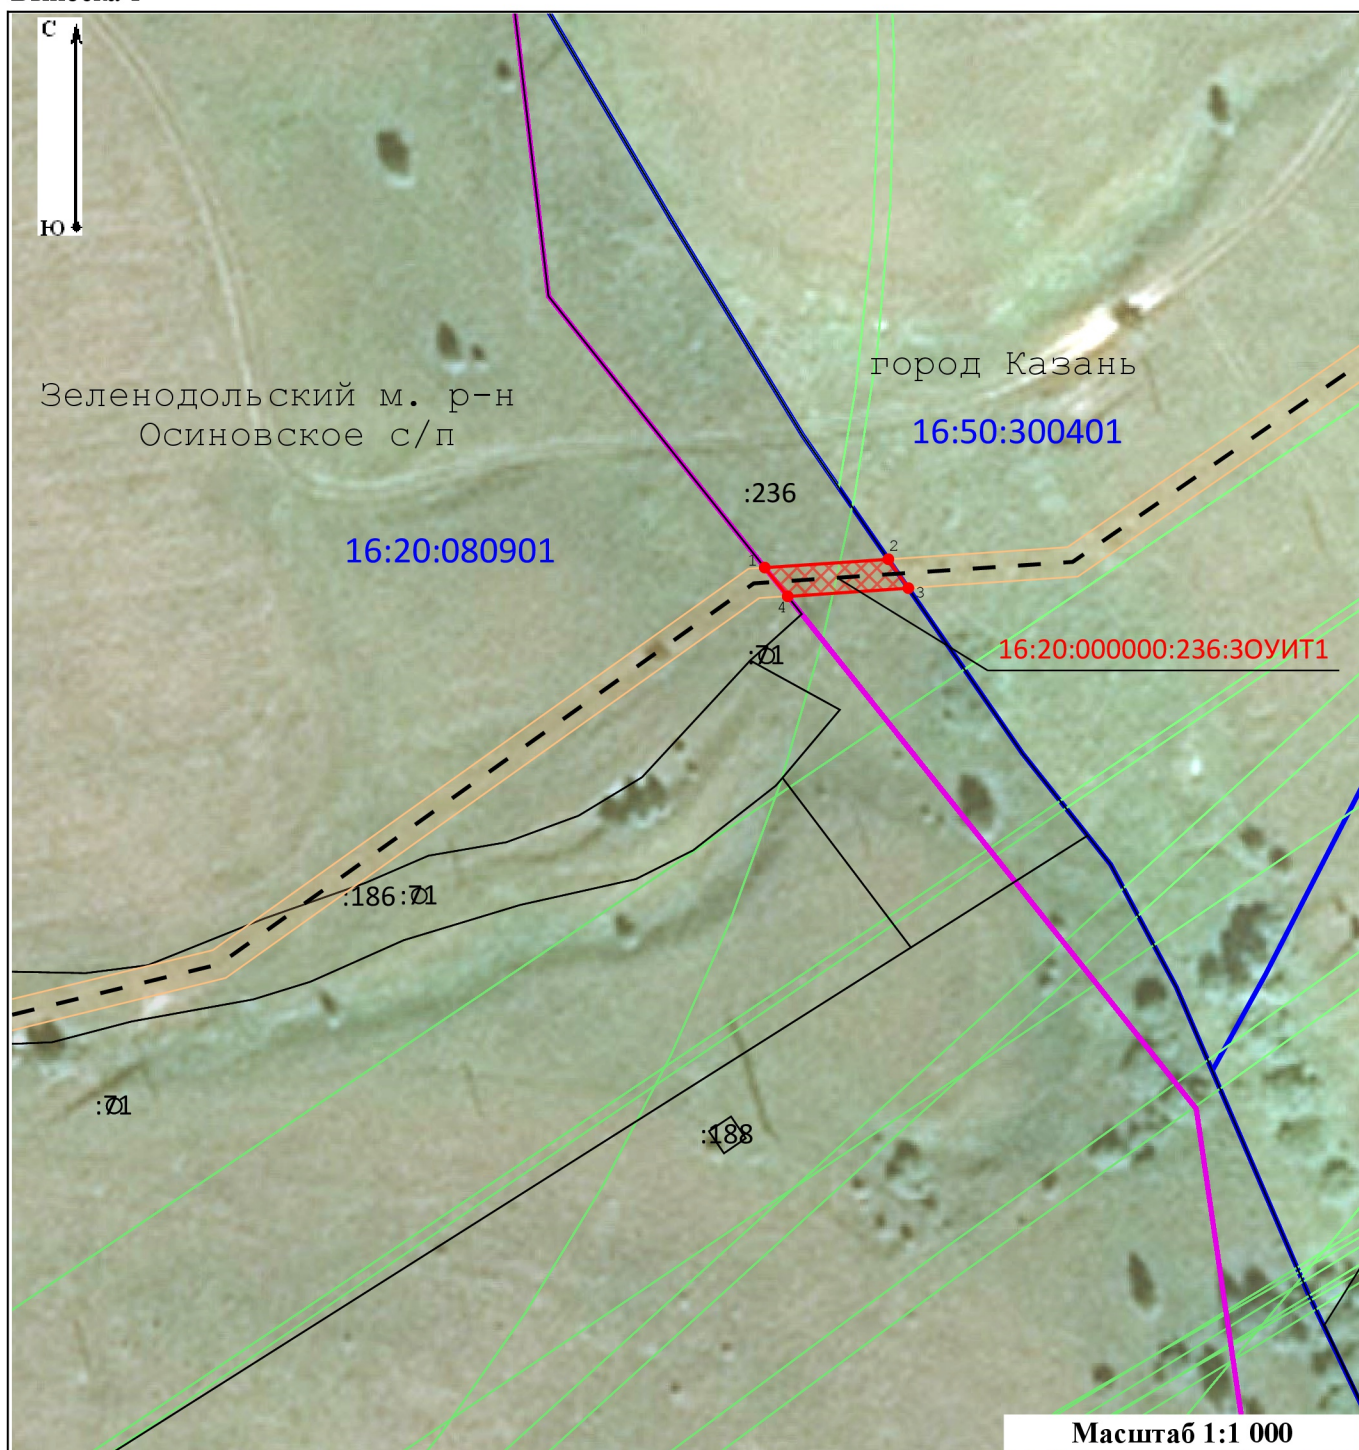 С
Ю
город Казань
16:50:300401
Зеленодольский м. р-н
Осиновское с/п
:236
16:20:080901
1
2
3
4
16:20:000000:236:ЗОУИТ1
:71
:186
:71
:71
:188
Масштаб 1:1 000